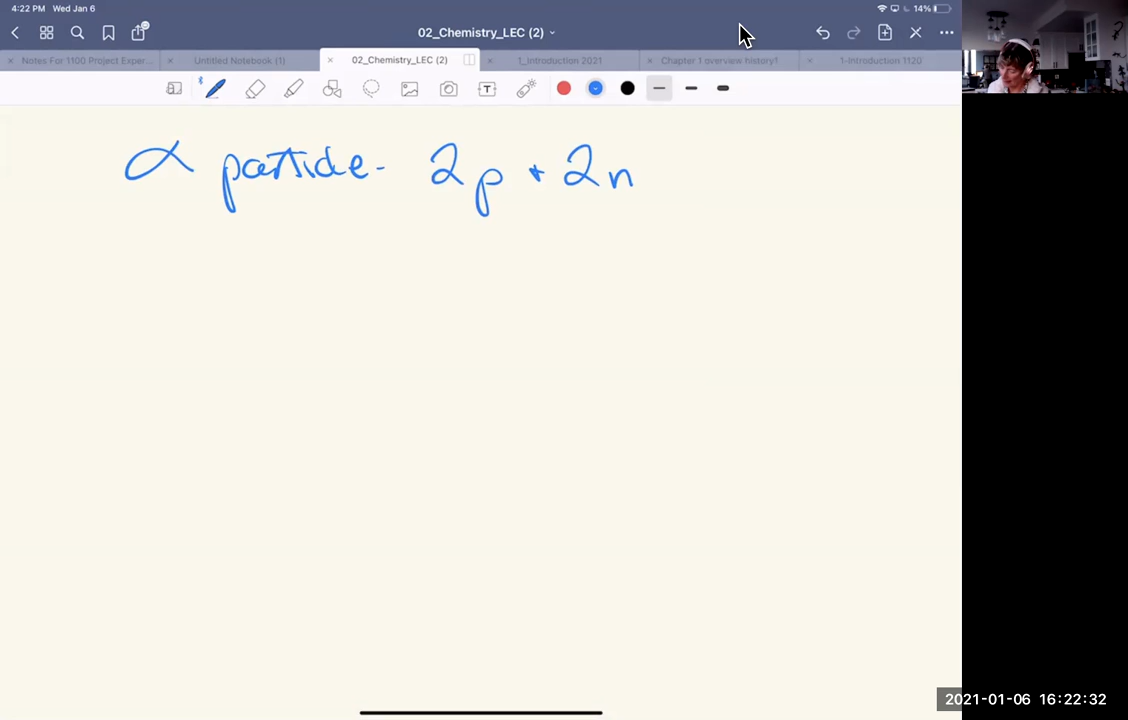 4:22 PM Wed Jan 6
14%
02_Chemistry_LEC (2)
Notes For 1100 Project Exper...
Untitled Notebook (1)
02_Chemistry_LEC (2)
1_Introduction 2021
Chapter 1 overview history1
1-Introduction 1120
T
α particle - 2p + 2n
2021-01-06 16:22:32